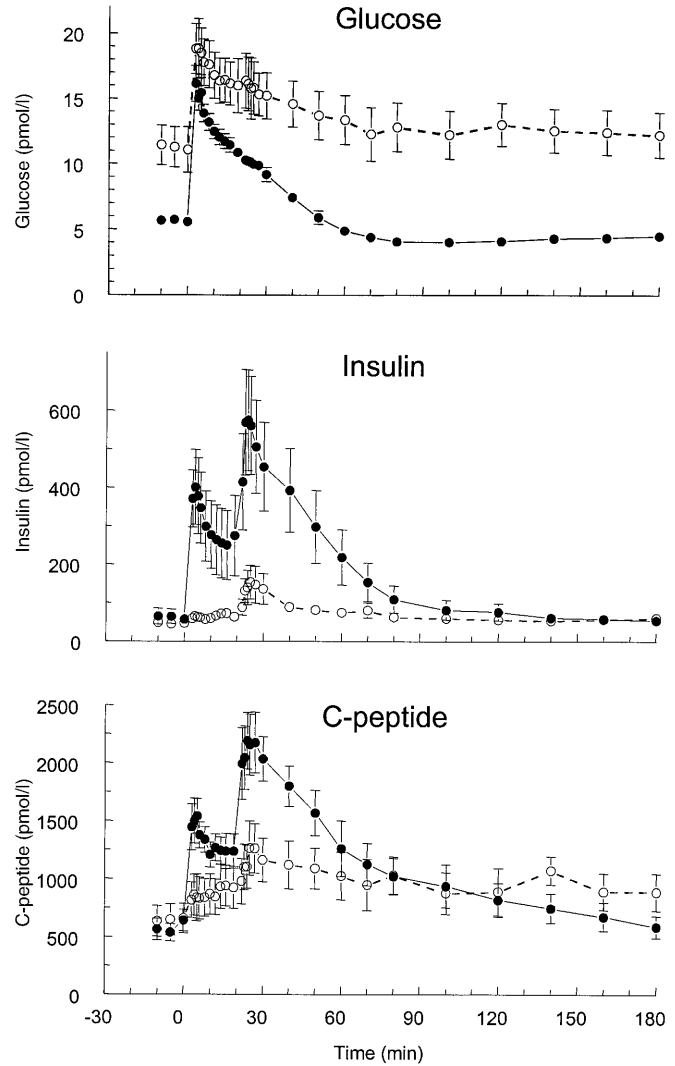 Glucose
20
15
10
5
0
Glucose (pmol/l)
Insulin
600
400
200
0
Insulin (pmol/l)
C-peptide
2500
2000
1500
1000
500
0
C-peptide (pmol/l)
-30 0 30 60 90 120 150 180
Time (min)